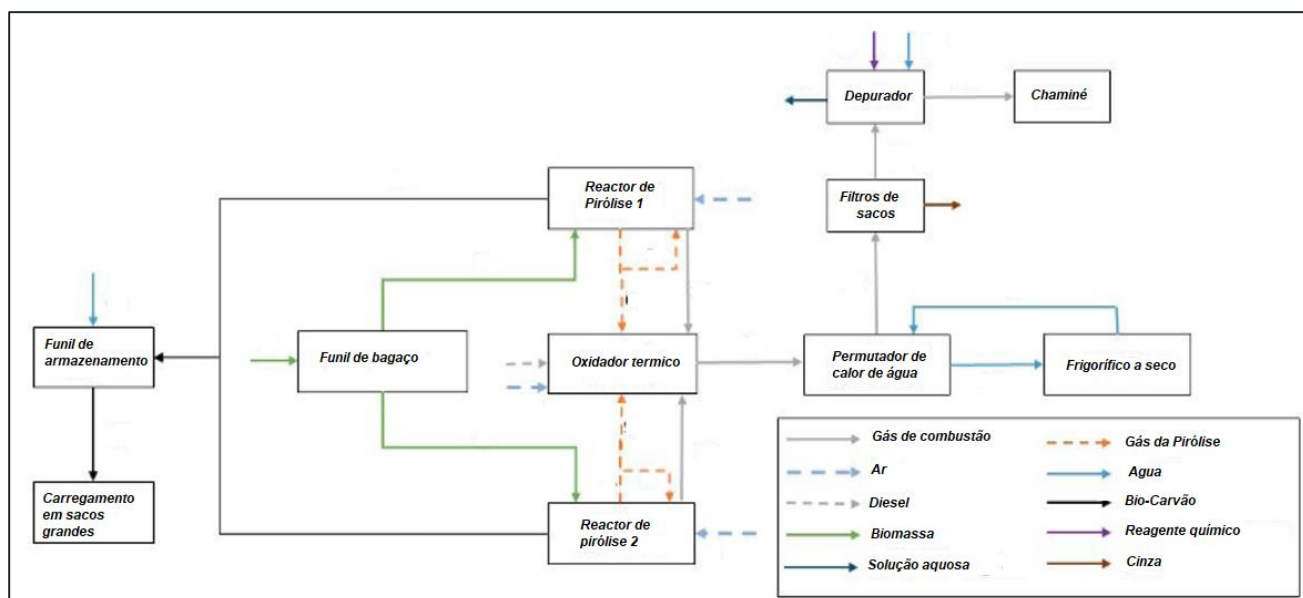 Depurador
Chaminé
Reactor de
Pirólise 1
Filtros de
sacos
Funil de
armazenamento
Funil de bagaço
Oxidador termico
Permutador de
calor de água
Frigorífico a seco
Carregamento
em sacos
grandes
Reactor de
pirólise 2
Gás de combustão
Ar
Diesel
Biomassa
Solução aquosa
Gás da Pirólise
Agua
Bio-Carvão
Reagente químico
Cinza